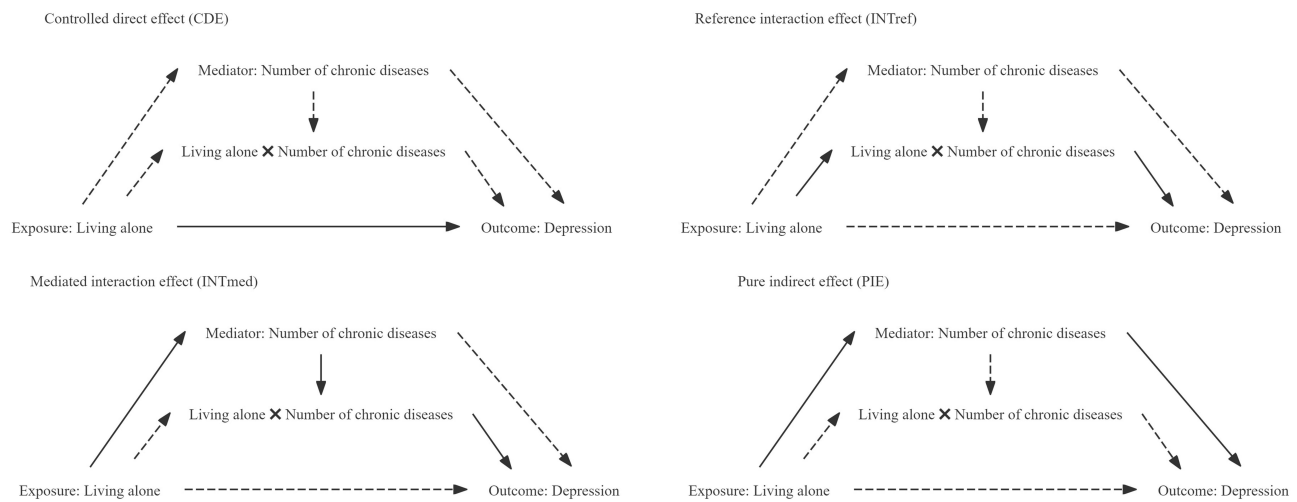 Controlled direct effect (CDE)
Mediator: Number of chronic diseases
Living alone × Number of chronic diseases
Exposure: Living alone
Outcome: Depression
Reference interaction effect (INTref)
Mediator: Number of chronic diseases
Living alone × Number of chronic diseases
Exposure: Living alone
Outcome: Depression
Mediated interaction effect (INTmed)
Mediator: Number of chronic diseases
Living alone × Number of chronic diseases
Exposure: Living alone
Outcome: Depression
Pure indirect effect (PIE)
Mediator: Number of chronic diseases
Living alone × Number of chronic diseases
Exposure: Living alone
Outcome: Depression